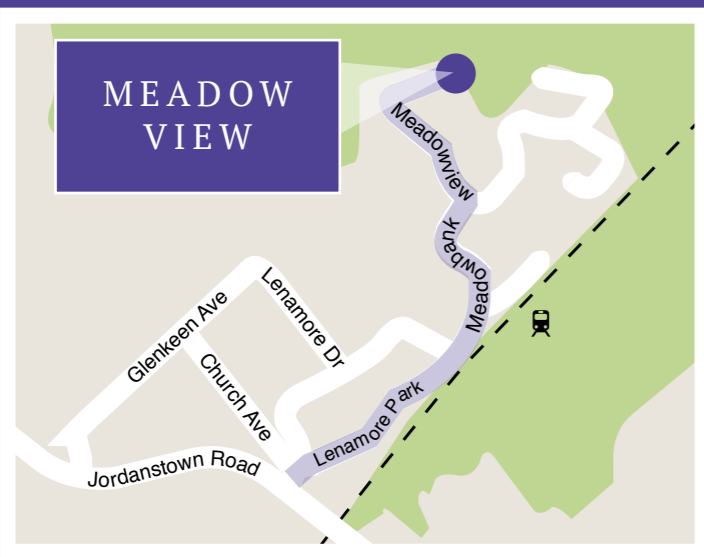 MEADOW
VIEW
Meadowview
Meadowbank
Lenamore Dr
Glenkeen Ave
Church Ave
Lenamore Park
Jordanstown Road